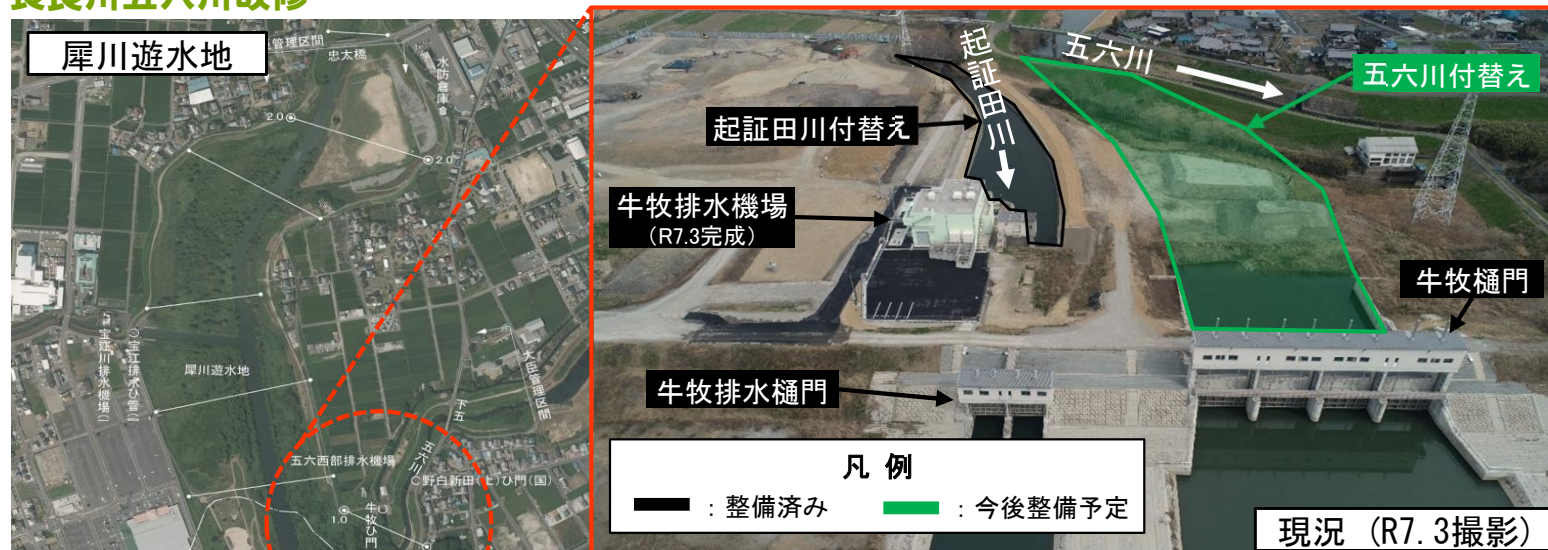 長良川五六川改修
犀川遊水地
管理区間
忠太橋
水防倉庫
2.0
2.0
宝江川排水機場
宝江排水ひ管
犀川遊水地
大臣管理区間
下五
五六川
五六西部排水機場
野白新田(上)ひ門(国)
牛牧ひ門
1.0
起証田川
五六川
五六川付替え
起証田川付替え
牛牧排水機場
(R7.3完成)
牛牧樋門
牛牧排水樋門
凡 例
:整備済み
:今後整備予定
現況 (R7.3撮影)